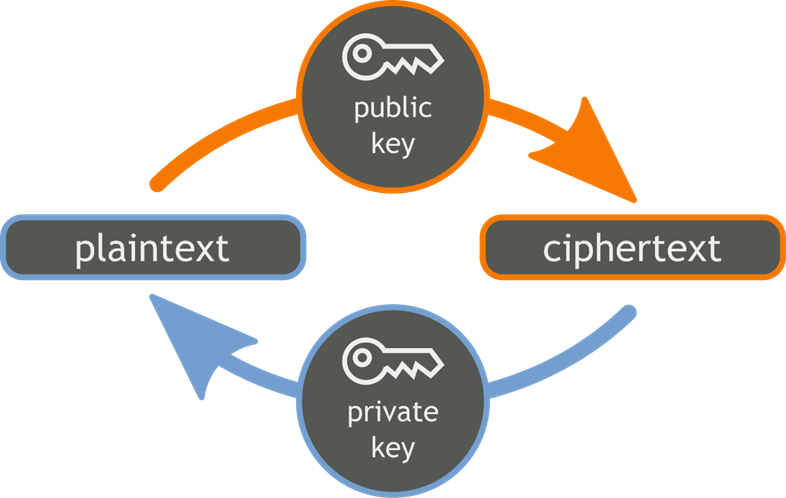 public
key
plaintext
ciphertext
private
key